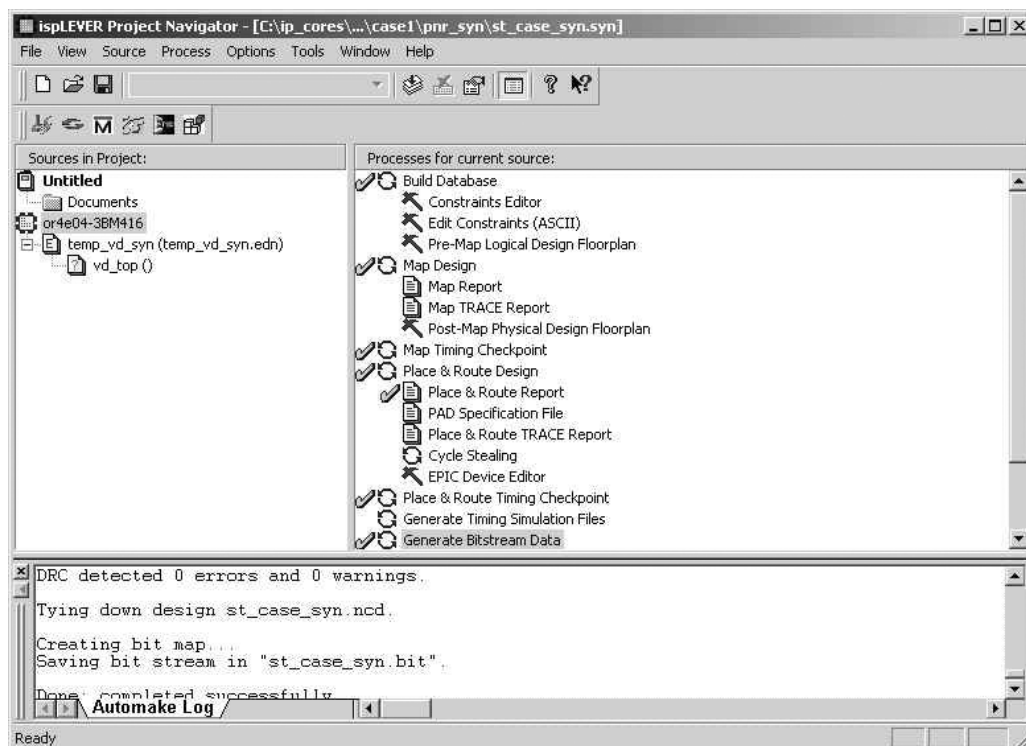 ispLEVER Project Navigator - [C:\ip_cores\...\case1\pnr_syn\st_case_syn.syn]
File View Source Process Options Tools Window Help
Sources in Project:
Untitled
Documents
or4e04-3BM416
temp_vd_syn (temp_vd_syn.edn)
vd_top ()
Processes for current source:
Build Database
Constraints Editor
Edit Constraints (ASCII)
Pre-Map Logical Design Floorplan
Map Design
Map Report
Map TRACE Report
Post-Map Physical Design Floorplan
Map Timing Checkpoint
Place & Route Design
Place & Route Report
PAD Specification File
Place & Route TRACE Report
Cycle Stealing
EPIC Device Editor
Place & Route Timing Checkpoint
Generate Timing Simulation Files
Generate Bitstream Data
DRC detected 0 errors and 0 warnings.
Tying down design st_case_syn.ncd.
Creating bit map...
Saving bit stream in "st_case_syn.bit".
Done: completed successfully
Automake Log
Ready